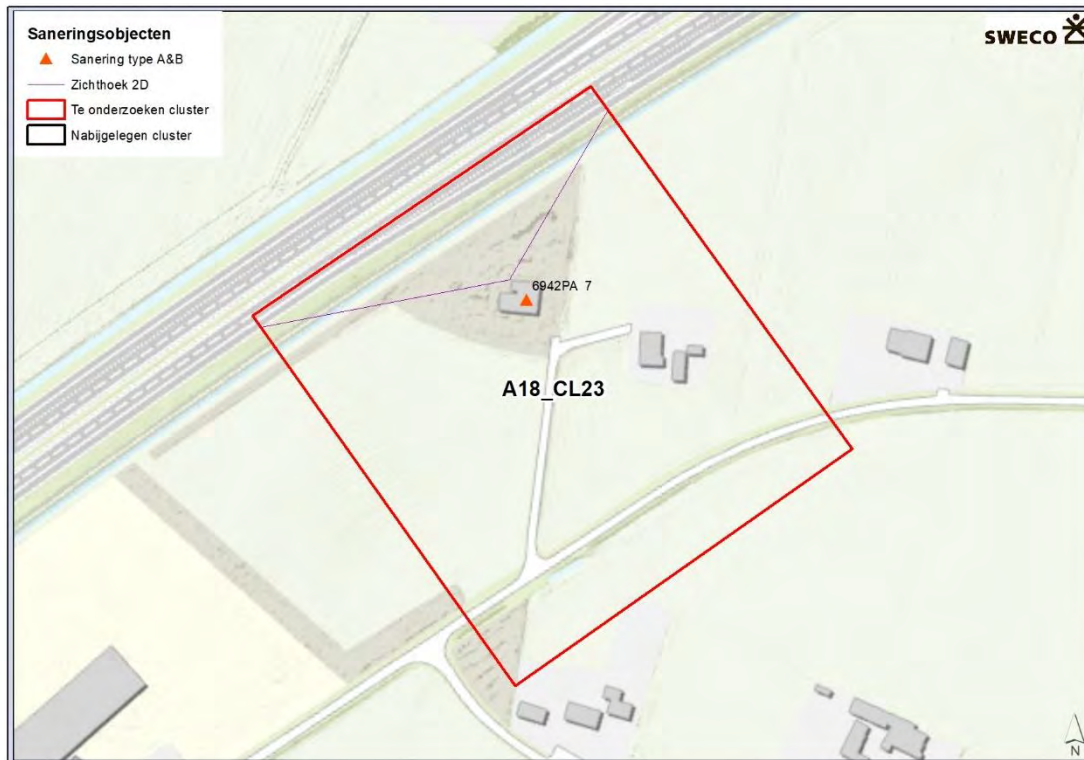 Saneringsobjecten
Sanering type A&B
Zichthoek 2D
Te onderzoeken cluster
Nabijgelegen cluster
SWECO
6942PA 7
A18_CL23
N